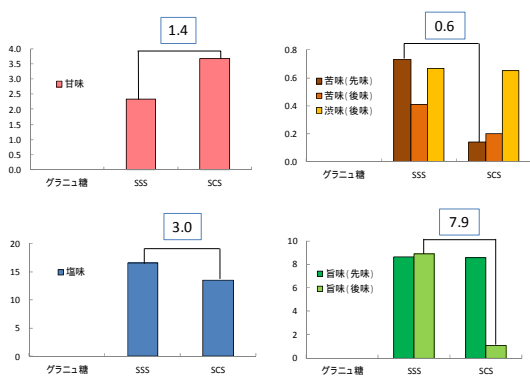 1.4
4.0
3.5
3.0
2.5
2.0
1.5
1.0
0.5
0.0
甘味
グラニュ糖
SSS
SCS
0.6
0.8
0.6
0.4
0.2
0.0
苦味(先味)
苦味(後味)
渋味(後味)
グラニュ糖
SSS
SCS
3.0
20
15
10
5
0
塩味
グラニュ糖
SSS
SCS
7.9
10
8
6
4
2
0
旨味(先味)
旨味(後味)
グラニュ糖
SSS
SCS